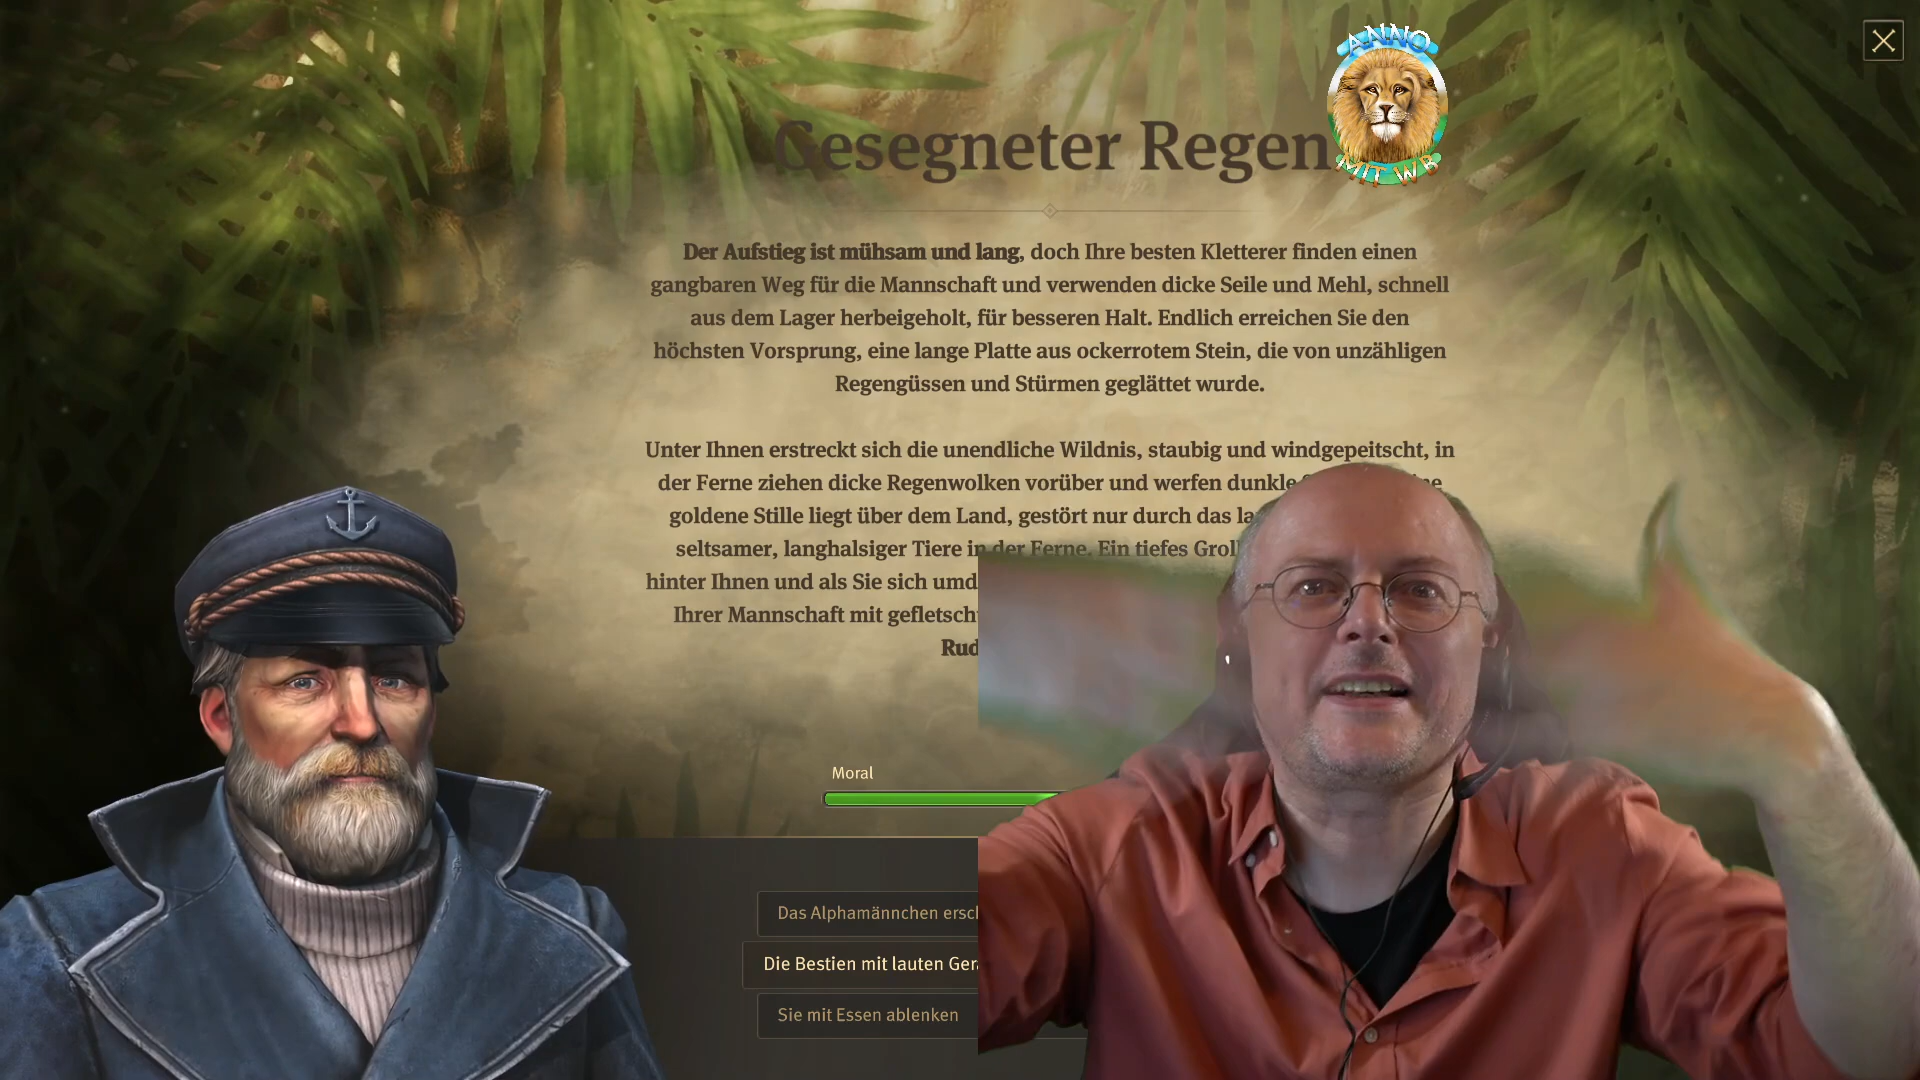 ANNO
MIT WB
Gesegneter Regen
Der Aufstieg ist mühsam und lang, doch Ihre besten Kletterer finden einen
gangbaren Weg für die Mannschaft und verwenden dicke Seile und Mehl, schnell
aus dem Lager herbeigeholt, für besseren Halt. Endlich erreichen Sie den
höchsten Vorsprung, eine lange Platte aus ockerrotem Stein, die von unzähligen
Regengüssen und Stürmen geglättet wurde.
Unter Ihnen erstreckt sich die unendliche Wildnis, staubig und windgepeitscht, in
der Ferne ziehen dicke Regenwolken vorüber und werfen dunkle
goldene Stille liegt über dem Land, gestört nur durch das
seltsamer, langhalsiger Tiere in der Ferne. Ein tiefes
hinter Ihnen und als Sie sich
Ihrer Mannschaft mit
Moral
Das Alphamännchen
Die Bestien mit lauten
Sie mit Essen ablenken